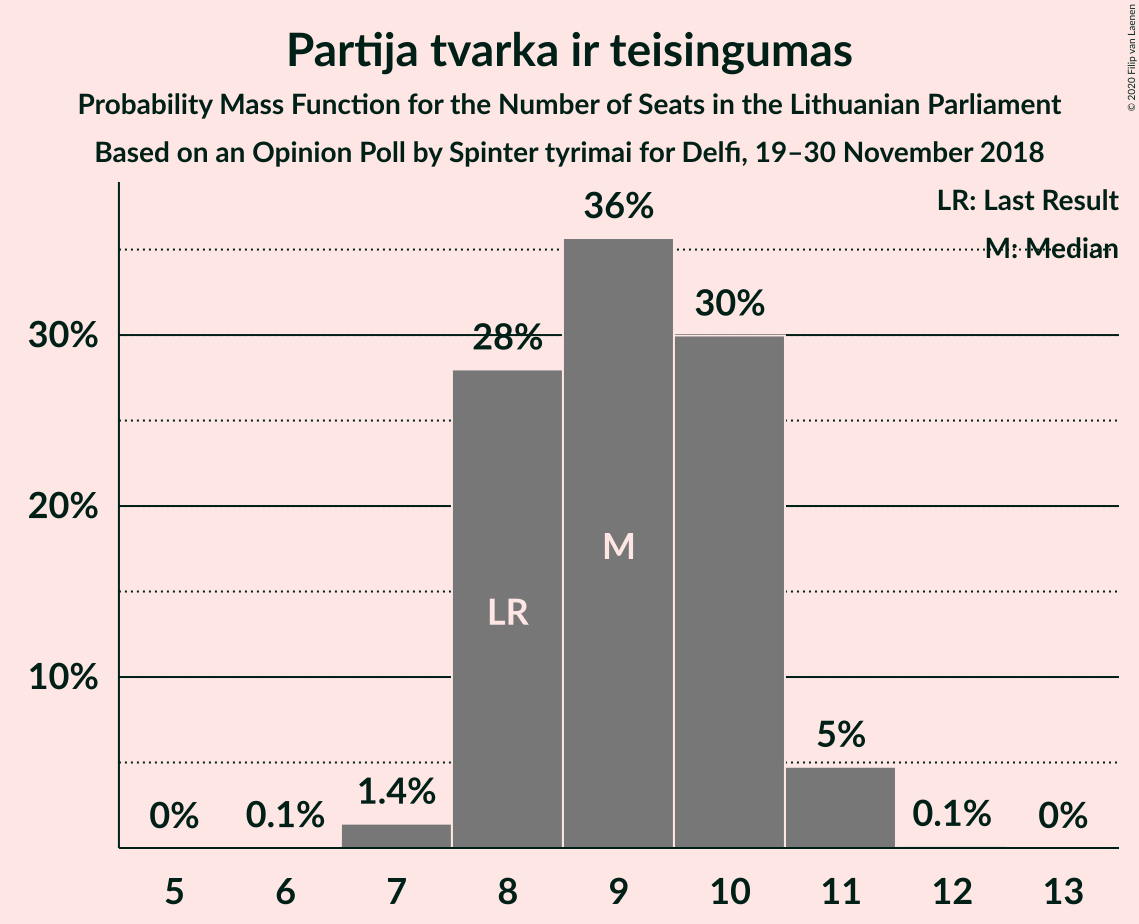 Partija tvarka ir teisingumas
Probability Mass Function for the Number of Seats in the Lithuanian Parliament
Based on an Opinion Poll by Spinter tyrimai for Delfi, 19–30 November 2018
© 2020 Filip van Laenen
LR: Last Result
M: Median
36%
30%
28%
30%
20%
M
LR
10%
5%
1.4%
0%
0.1%
0.1%
0%
5 6 7 8 9 10 11 12 13